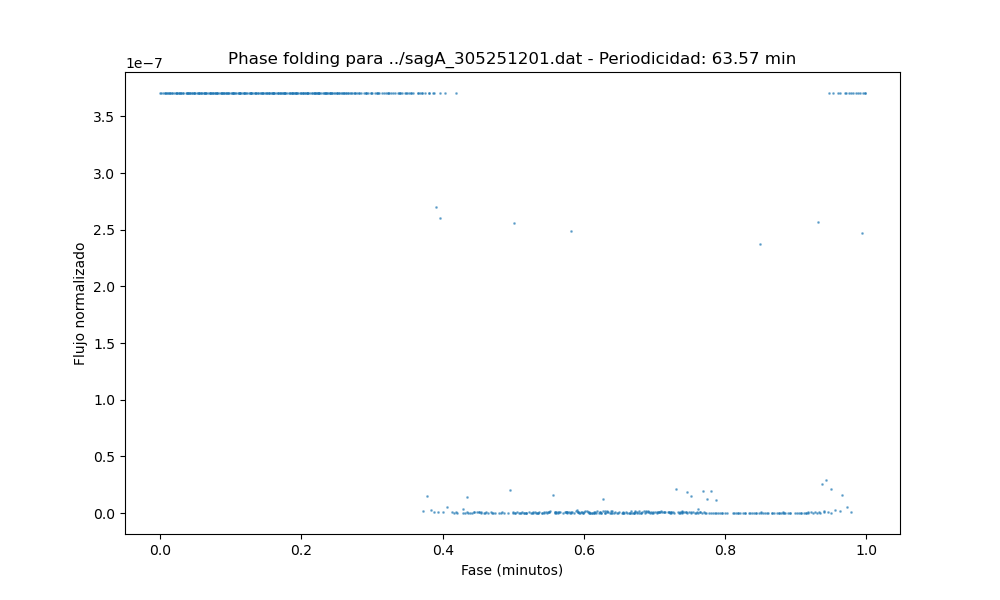 Phase folding para ../sagA_305251201.dat - Periodicidad: 63.57 min
1e−7
3.5
3.0
2.5
2.0
1.5
1.0
0.5
0.0
Flujo normalizado
0.0 0.2 0.4 0.6 0.8 1.0
Fase (minutos)